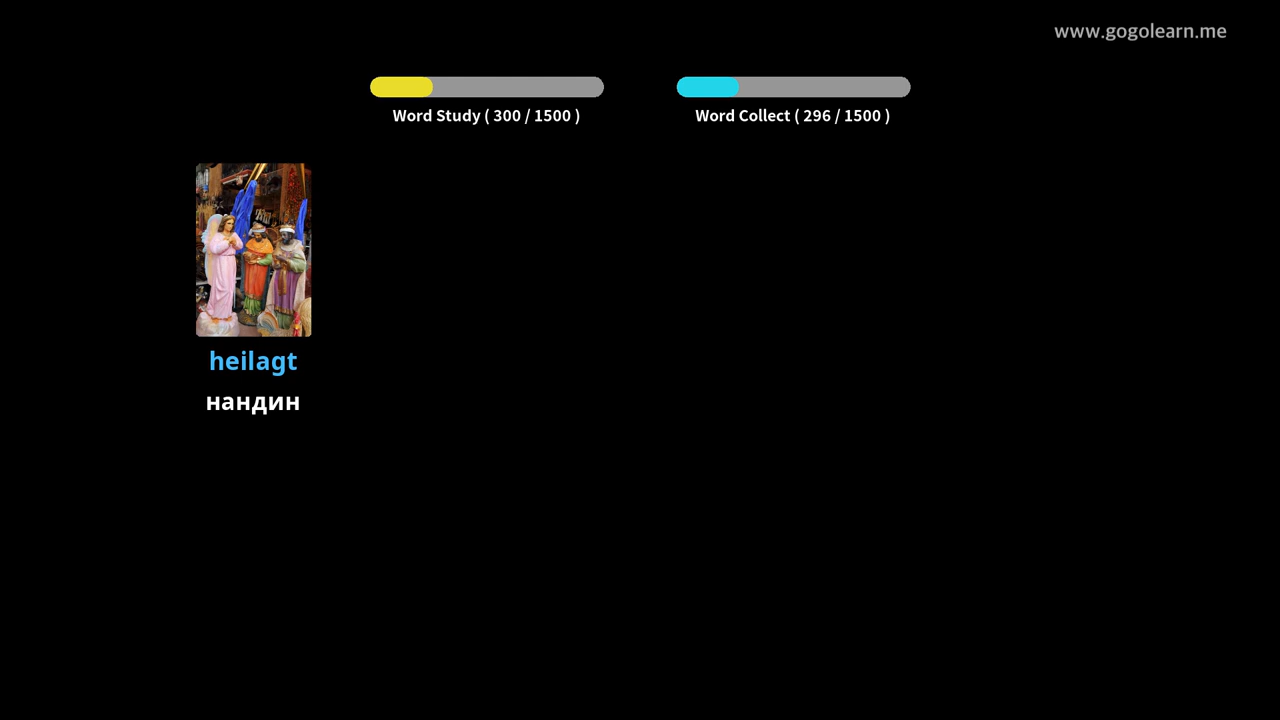 www.gogolearn.me
Word Study ( 300 / 1500 )
Word Collect ( 296 / 1500 )
heilagt
нандин